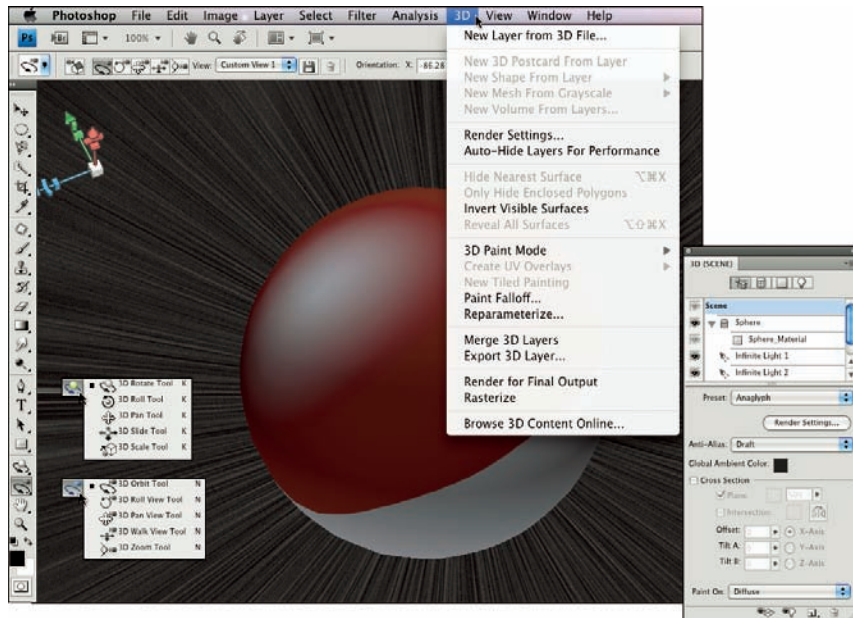 Photoshop File Edit Image Layer Select Filter Analysis 3D View Window Help
Ps Br 100%
View: Custom View 1 Orientation: X: -86.28
New Layer from 3D File...
New 3D Postcard From Layer
New Shape From Layer
New Mesh From Grayscale
New Volume From Layers...
Render Settings...
Auto-Hide Layers For Performance
Hide Nearest Surface ⌥⌘X
Only Hide Enclosed Polygons
Invert Visible Surfaces
Reveal All Surfaces ⌥⇧⌘X
3D Paint Mode
Create UV Overlays
New Tiled Painting
Paint Falloff...
Reparameterize...
Merge 3D Layers
Export 3D Layer...
Render for Final Output
Rasterize
Browse 3D Content Online...
3D Rotate Tool K
3D Roll Tool K
3D Pan Tool K
3D Slide Tool K
3D Scale Tool K
3D Orbit Tool N
3D Roll View Tool N
3D Pan View Tool N
3D Walk View Tool N
3D Zoom Tool N
T
3D (SCENE)
Scene
Sphere
Sphere_Material
Infinite Light 1
Infinite Light 2
Preset: Anaglyph
Render Settings...
Anti-Alias: Draft
Global Ambient Color:
Cross Section
Plane
Intersection
Offset: X-Axis
Tilt A: Y-Axis
Tilt B: Z-Axis
Paint On: Diffuse